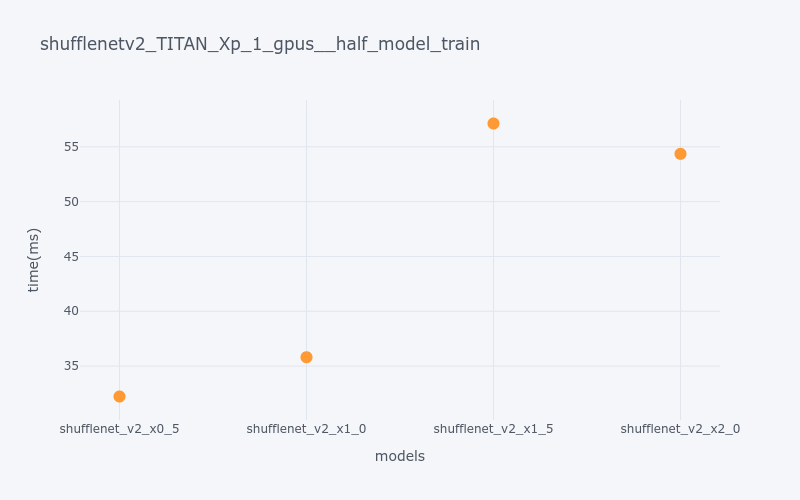 shufflenetv2_TITAN_Xp_1_gpus__half_model_train
55
50
45
40
35
time(ms)
shufflenet_v2_x0_5 shufflenet_v2_x1_0 shufflenet_v2_x1_5 shufflenet_v2_x2_0
models